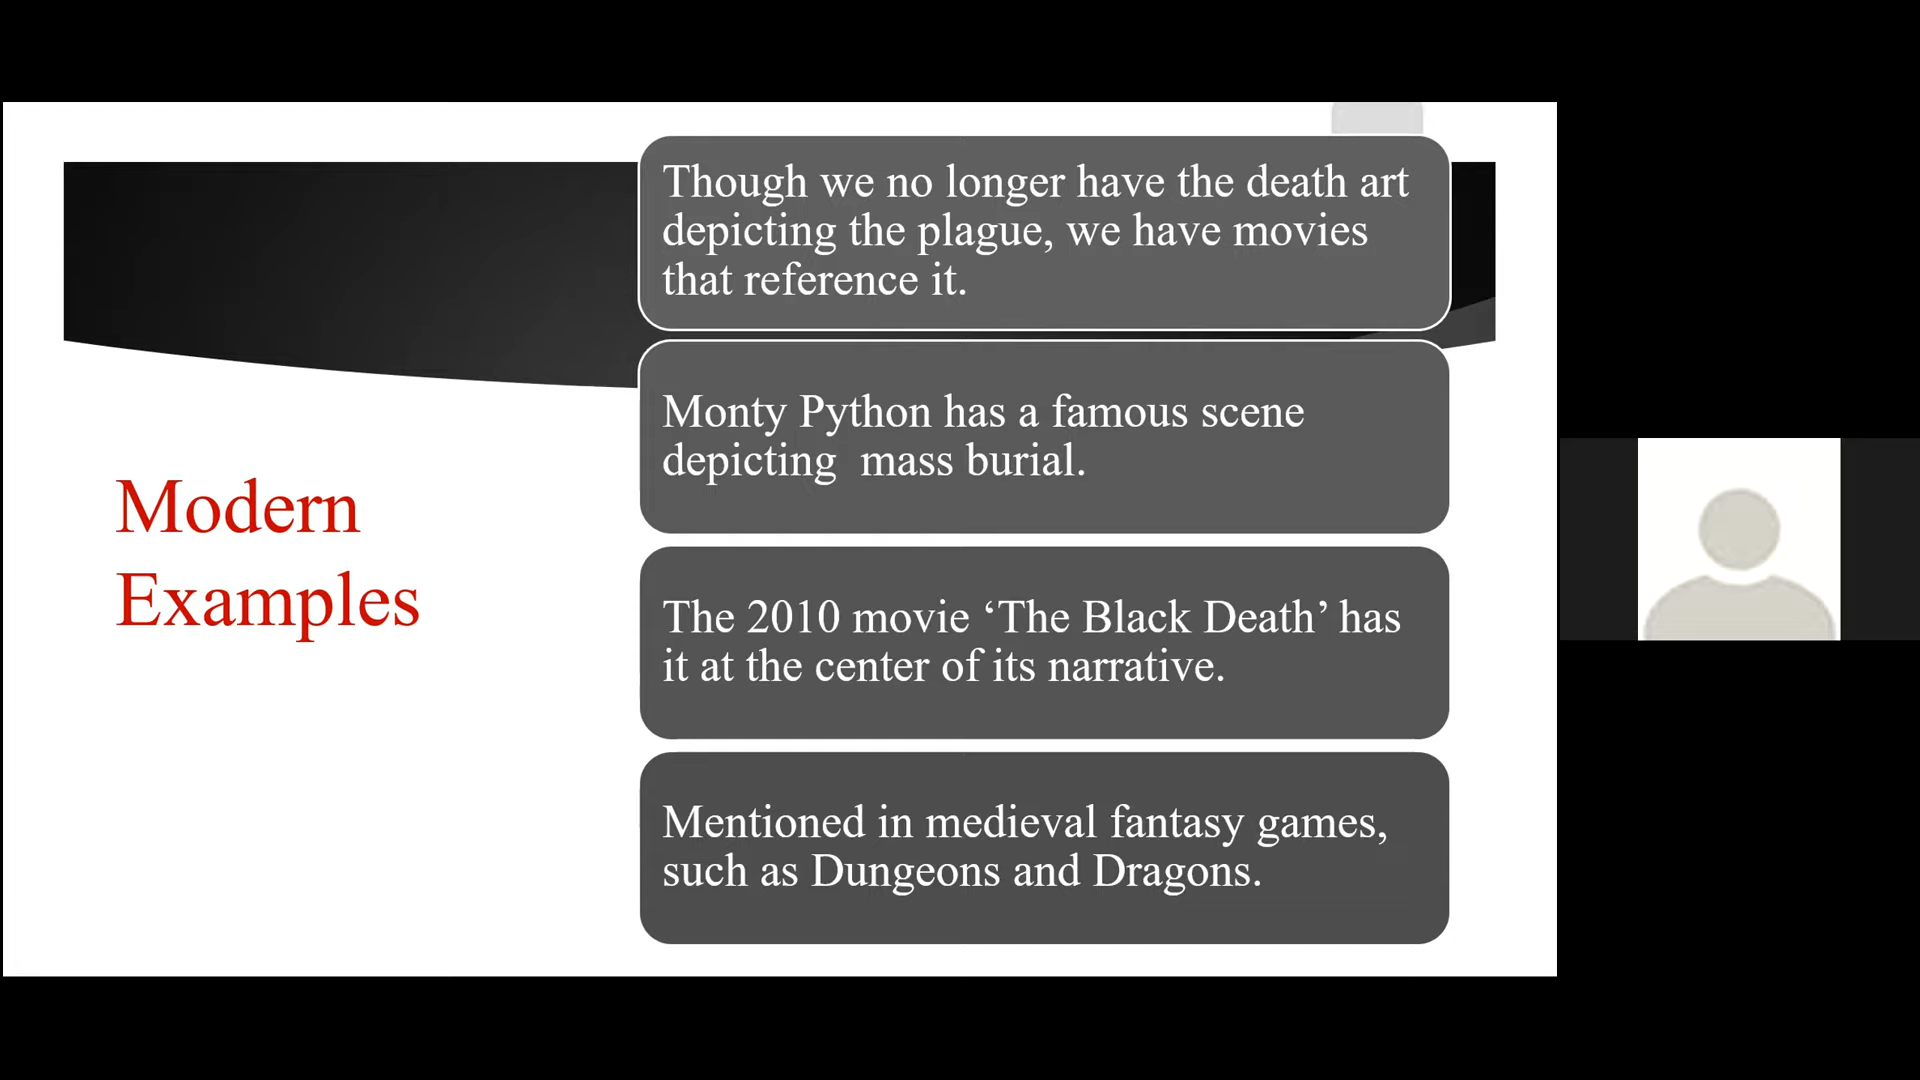 Modern
Examples
Though we no longer have the death art
depicting the plague, we have movies
that reference it.
Monty Python has a famous scene
depicting  mass burial.
The 2010 movie ‘The Black Death’ has
it at the center of its narrative.
Mentioned in medieval fantasy games,
such as Dungeons and Dragons.